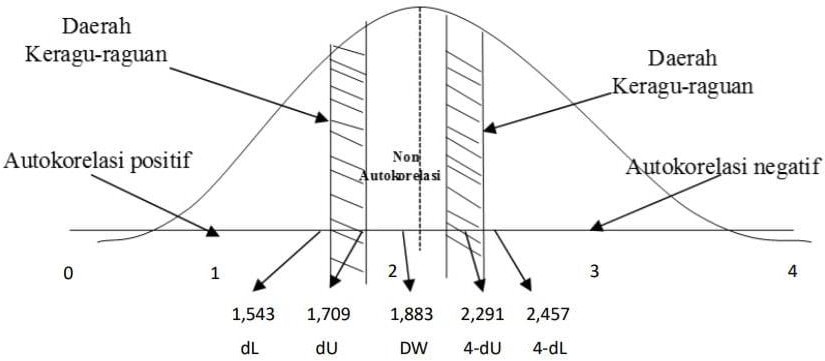 Daerah
Keragu-raguan
Daerah
Keragu-raguan
Autokorelasi positif
Non
Autokorelasi
Autokorelasi negatif
0 1 2 3 4
1,543 1,709 1,883 2,291 2,457
dL dU DW 4-dU 4-dL